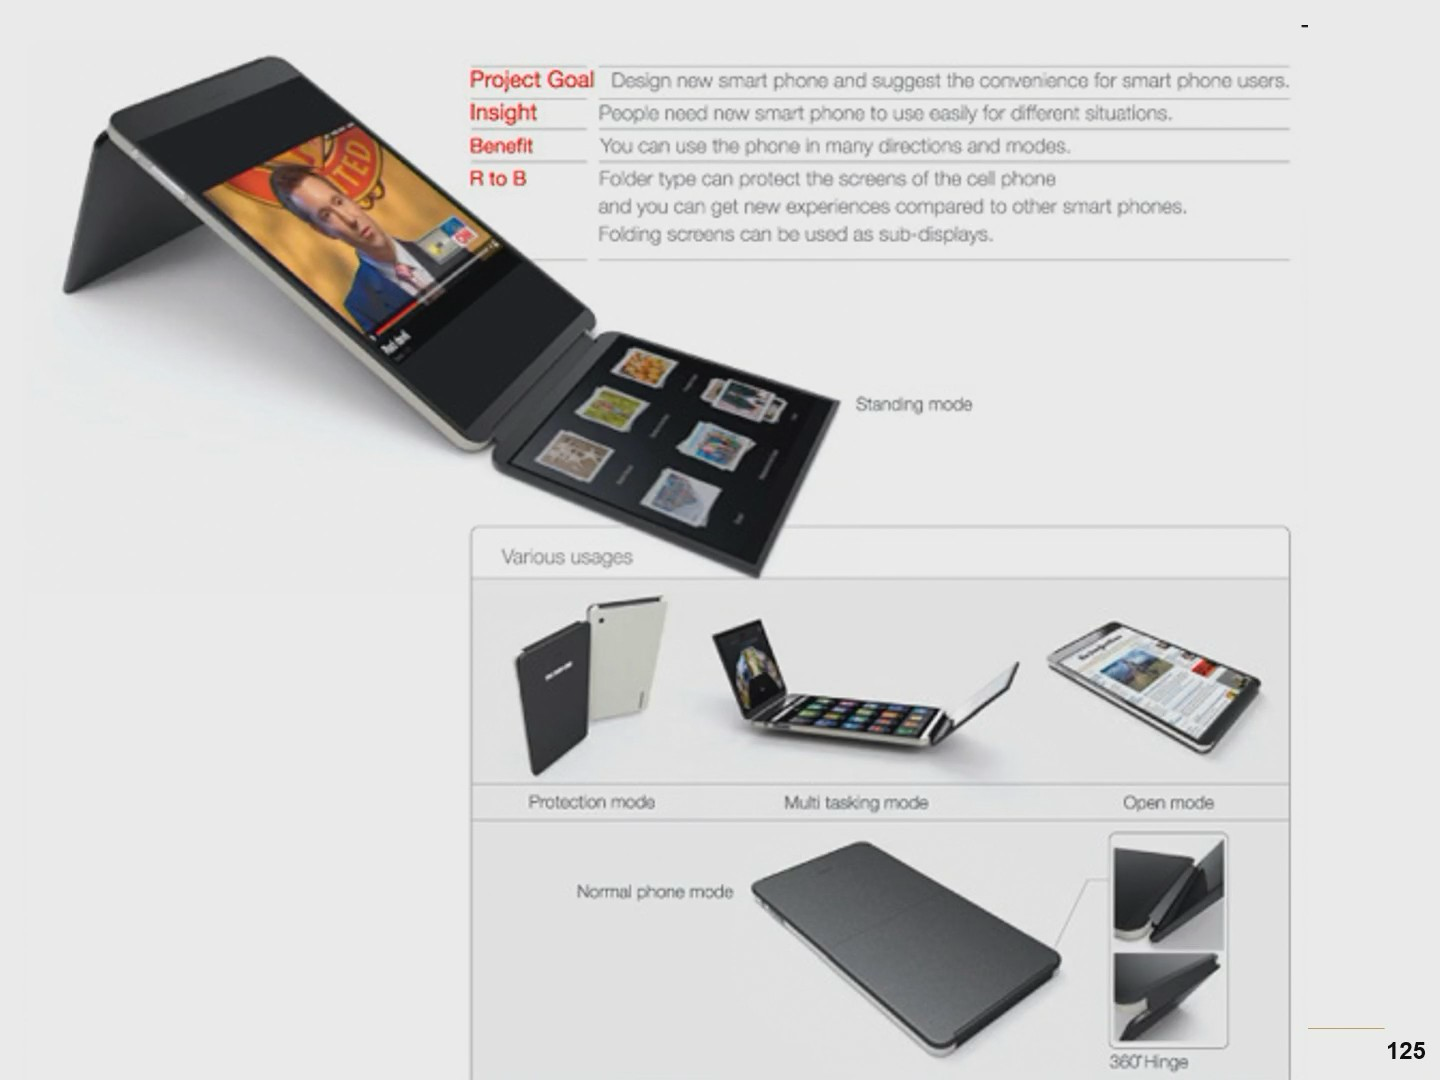 -
Project Goal Design new smart phone and suggest the convenience for smart phone users.
Insight People need new smart phone to use easily for different situations.
Benefit You can use the phone in many directions and modes.
R to B Folder type can protect the screens of the cell phone
and you can get new experiences compared to other smart phones.
Folding screens can be used as sub-displays.
Standing mode
Various usages
Protection mode Multi tasking mode Open mode
Normal phone mode
360° Hinge
125